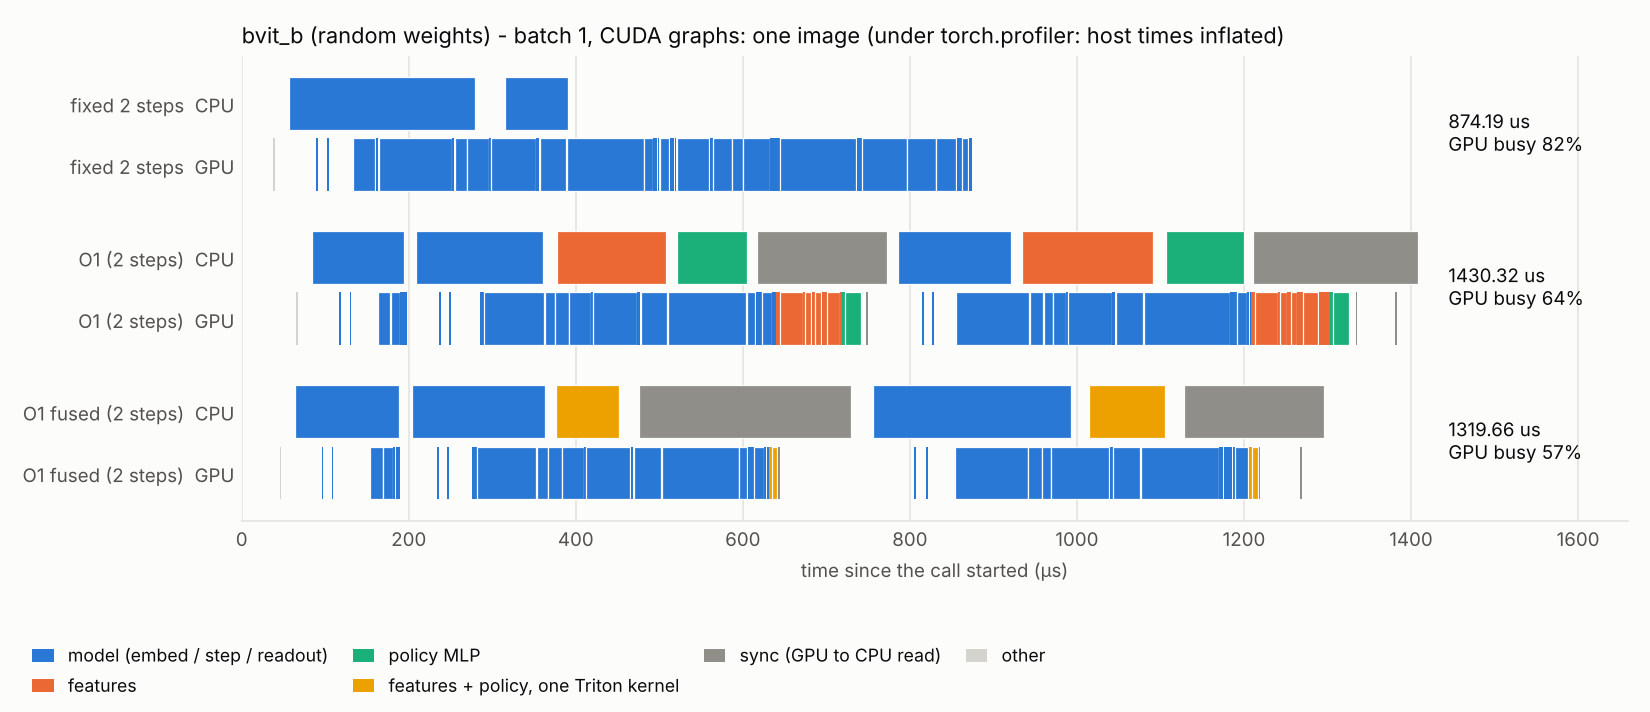 bvit_b (random weights) - batch 1, CUDA graphs: one image (under torch.profiler: host times inflated)
fixed 2 steps CPU
874.19 us
GPU busy 82%
fixed 2 steps GPU
O1 (2 steps) CPU
1430.32 us
GPU busy 64%
O1 (2 steps) GPU
O1 fused (2 steps) CPU
1319.66 us
GPU busy 57%
O1 fused (2 steps) GPU
0 200 400 600 800 1000 1200 1400 1600
time since the call started (µs)
model (embed / step / readout) policy MLP sync (GPU to CPU read) other
features features + policy, one Triton kernel